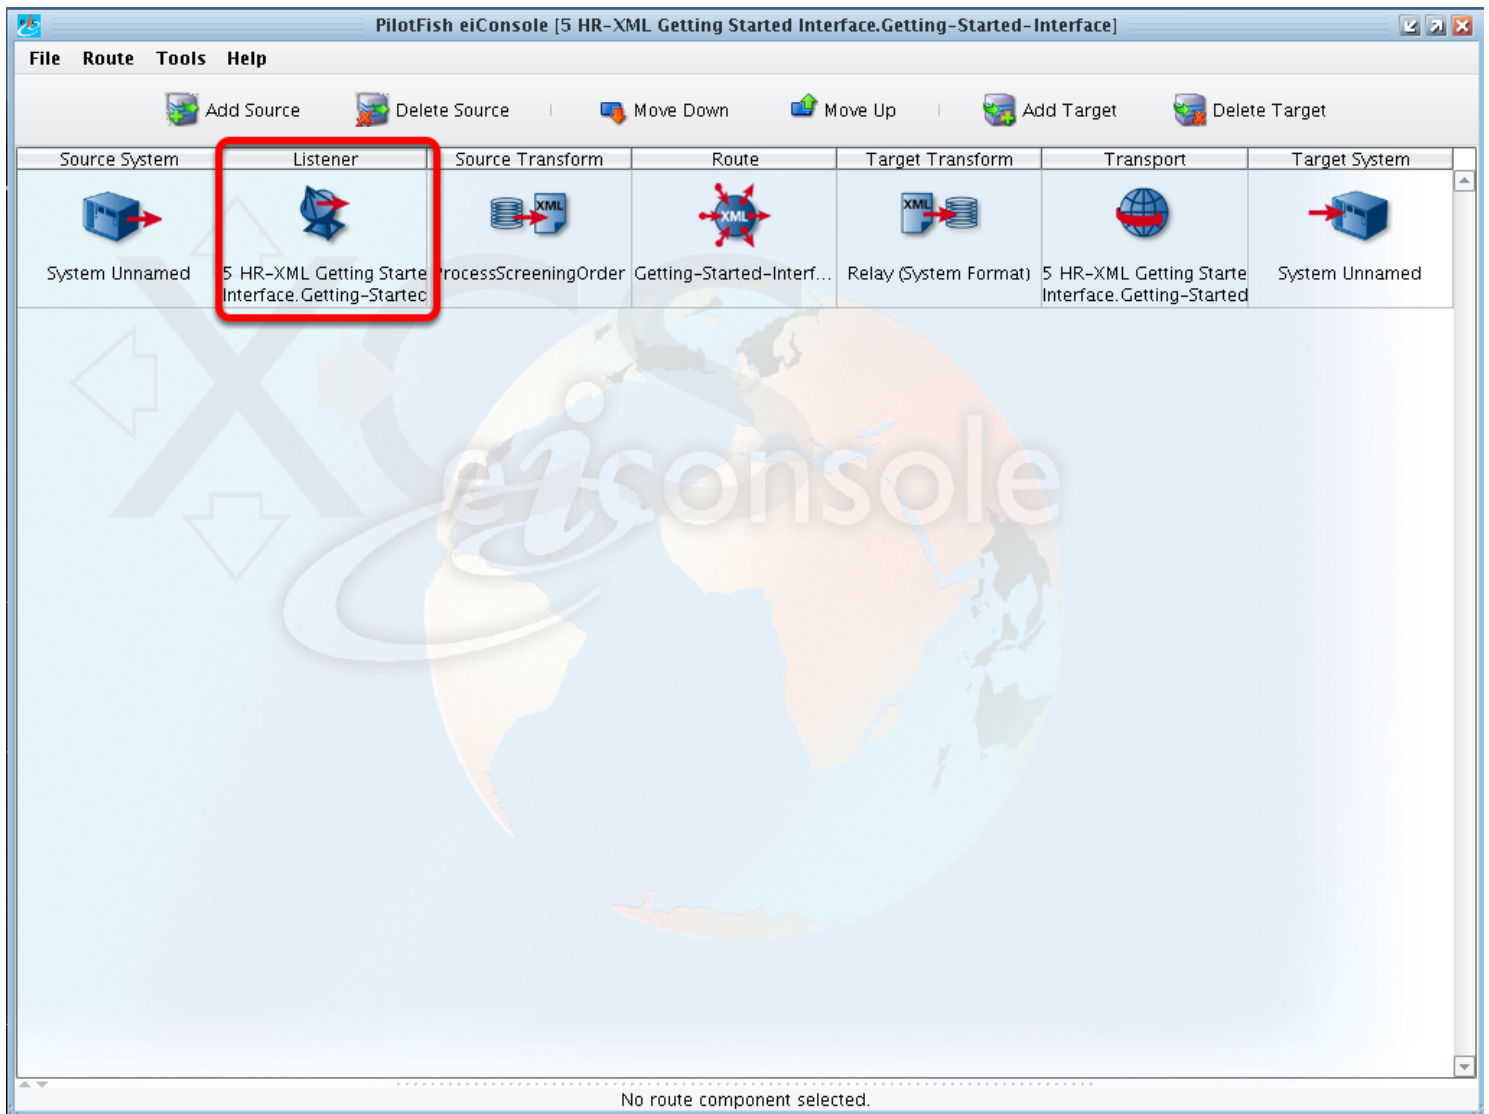 PilotFish eiConsole [5 HR-XML Getting Started Interface.Getting-Started-Interface]
File Route Tools Help
Add Source Delete Source Move Down Move Up Add Target Delete Target
Source System Listener Source Transform Route Target Transform Transport Target System
XML XML XML
System Unnamed 5 HR-XML Getting Starte rocessScreeningOrder Getting-Started-Interf... Relay (System Format) 5 HR-XML Getting Starte System Unnamed
Interface.Getting-Started Interface.Getting-Started
XCS
eiconsole
No route component selected.